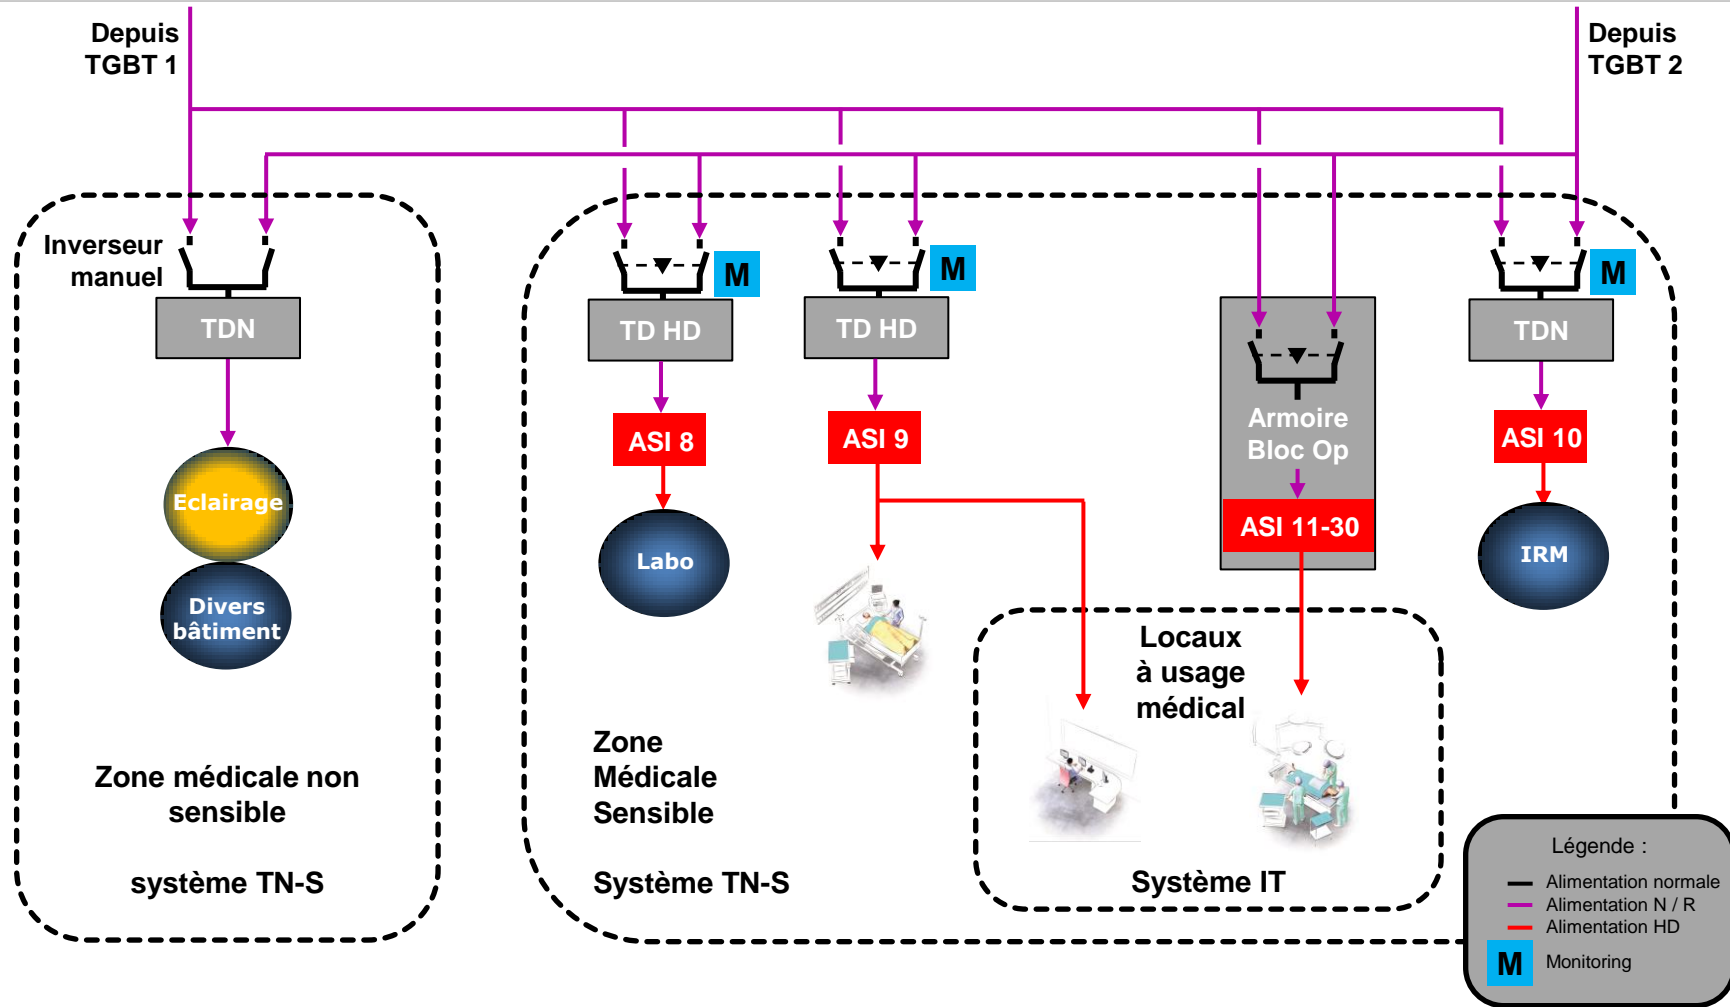 Depuis
TGBT 1
Depuis
TGBT 2
Inverseur
manuel
TDN
Eclairage
Divers
bâtiment
Zone médicale non
sensible
système TN-S
M
TD HD
ASI 8
Labo
M
TD HD
ASI 9
Armoire
Bloc Op
ASI 11-30
M
TDN
ASI 10
IRM
Locaux
à usage
médical
Zone
Médicale
Sensible
Système TN-S
Système IT
Légende :
Alimentation normale
Alimentation N / R
Alimentation HD
M
Monitoring